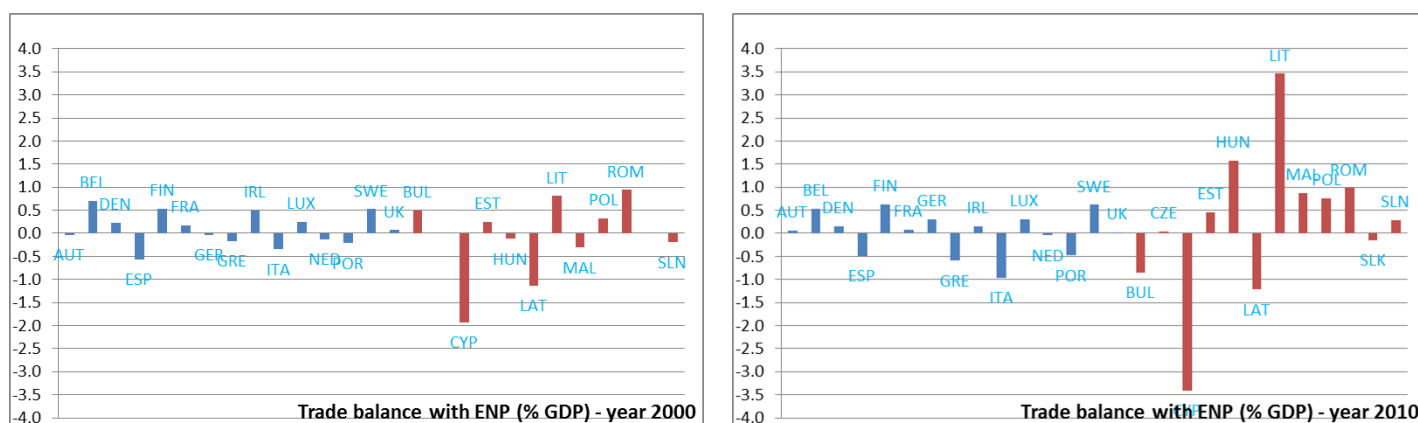 4.0
3.5
3.0
2.5
2.0
1.5
1.0
0.5
0.0
-0.5
-1.0
-1.5
-2.0
-2.5
-3.0
-3.5
-4.0
AUT
BEL
DEN
ESP
FIN
FRA
GER
GRE
IRL
ITA
LUX
NED
POR
SWE
UK
BUL
CYP
EST
HUN
LAT
LIT
MAL
POL
ROM
SLN
Trade balance with ENP (% GDP) - year 2000
4.0
3.5
3.0
2.5
2.0
1.5
1.0
0.5
0.0
-0.5
-1.0
-1.5
-2.0
-2.5
-3.0
-3.5
-4.0
AUT
BEL
DEN
ESP
FIN
FRA
GER
GRE
IRL
ITA
LUX
NED
POR
SWE
UK
BUL
CZE
CYP
EST
HUN
LAT
LIT
MAL
POL
ROM
SLK
SLN
Trade balance with ENP (% GDP) - year 2010